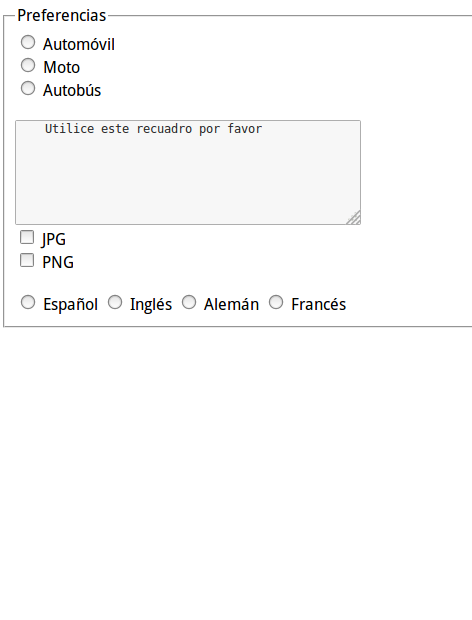 Preferencias
Automóvil
Moto
Autobús
Utilice este recuadro por favor
JPG
PNG
Español Inglés Alemán Francés